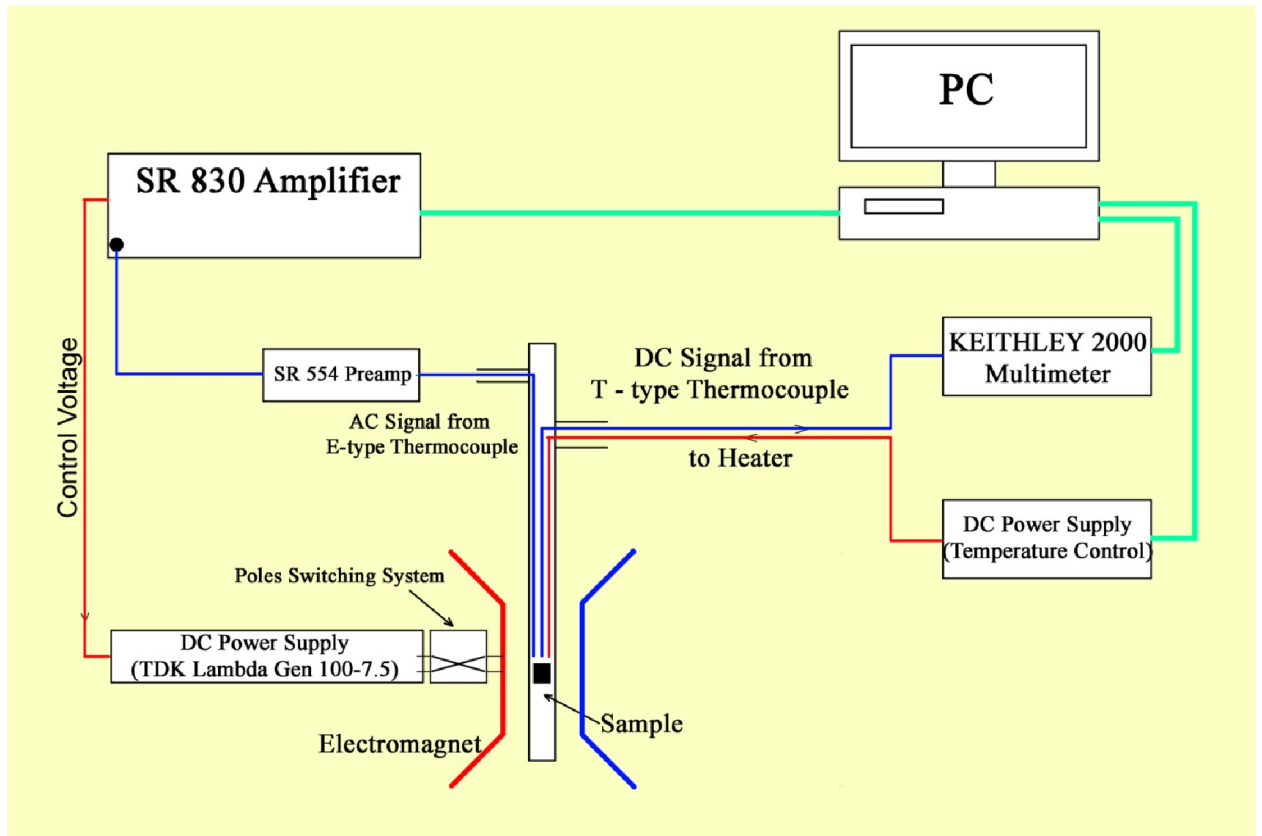 PC
SR 830 Amplifier
KEITHLEY 2000
Multimeter
DC Signal from
T - type Thermocouple
SR 554 Preamp
AC Signal from
E-type Thermocouple
to Heater
Control Voltage
DC Power Supply
(Temperature Control)
Poles Switching System
DC Power Supply
(TDK Lambda Gen 100-7.5)
Sample
Electromagnet